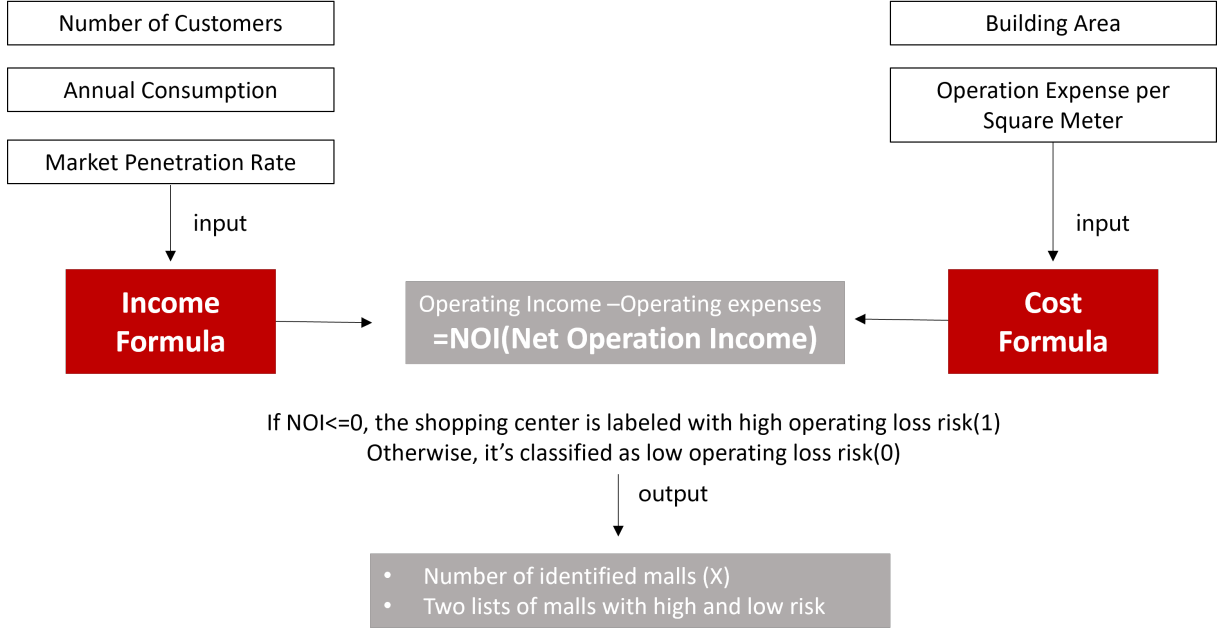 Number of Customers
Annual Consumption
Market Penetration Rate
input
Income
Formula
Building Area
Operation Expense per
Square Meter
input
Cost
Formula
Operating Income –Operating expenses
=NOI(Net Operation Income)
If NOI<=0, the shopping center is labeled with high operating loss risk(1)
Otherwise, it’s classified as low operating loss risk(0)
output
• Number of identified malls (X)
• Two lists of malls with high and low risk